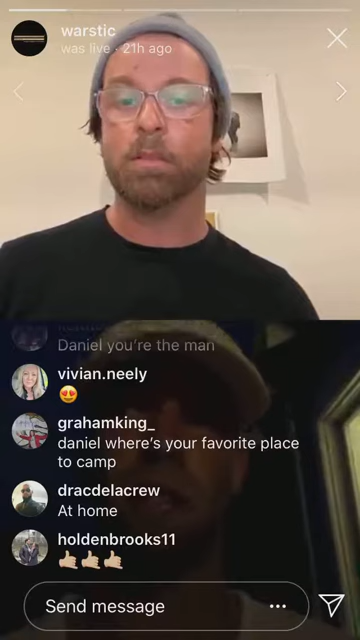 warstic
was live · 21h ago
Daniel you're the man
vivian.neely
😍
grahamking_
daniel where's your favorite place
to camp
dracdelacrew
At home
holdenbrooks11
🤙🏼🤙🏼🤙🏼
Send message